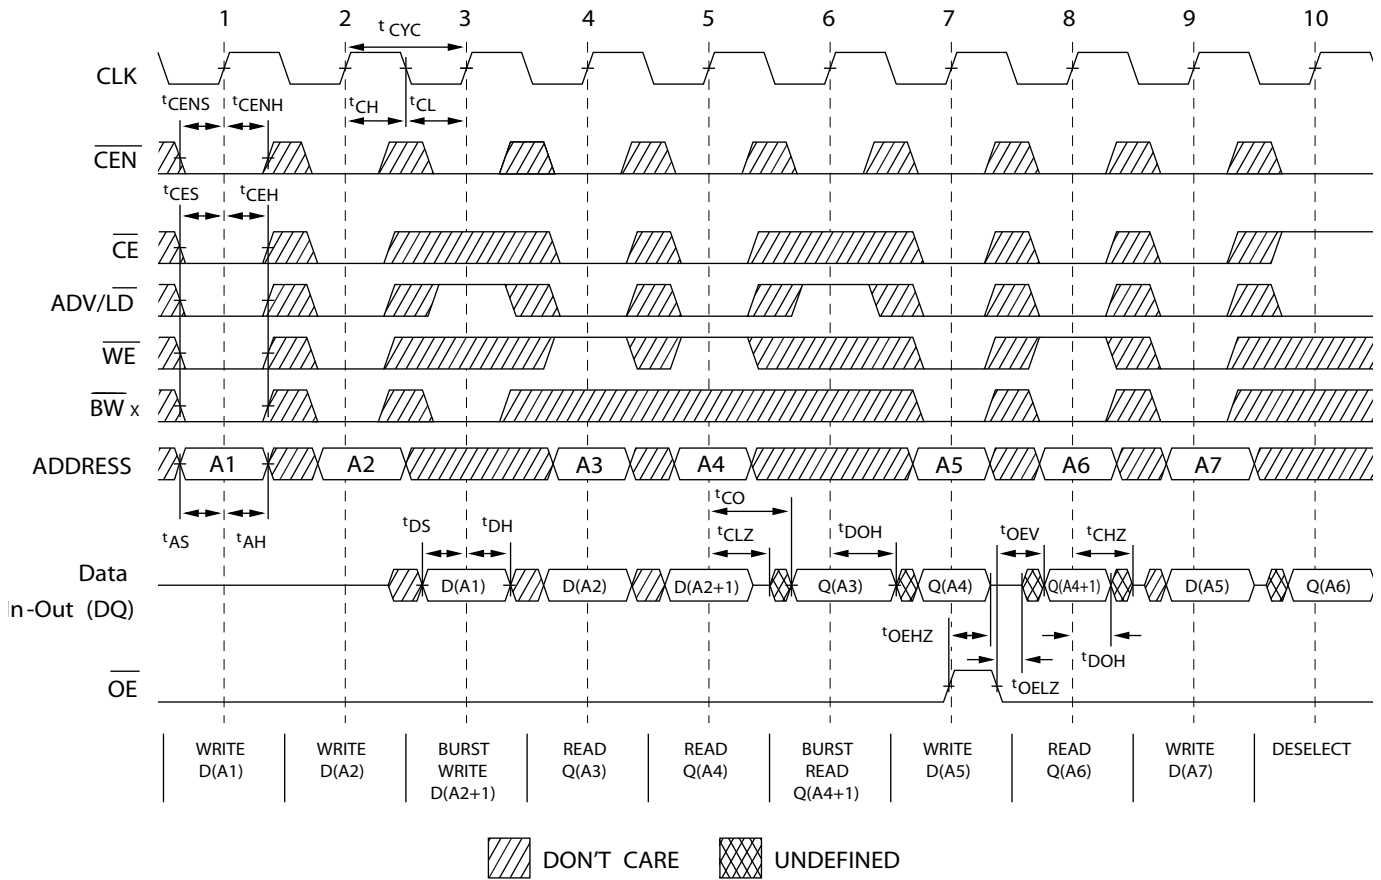 1 2 3 4 5 6 7 8 9 10
tCYC
CLK
tCENS tCENH tCH tCL
CEN
tCES tCEH
CE
ADV/LD
WE
BW x
ADDRESS A1 A2 A3 A4 A5 A6 A7
tCO
tAS tAH tDS tDH tCLZ tDOH tOEV tCHZ
Data
In-Out (DQ) D(A1) D(A2) D(A2+1) Q(A3) Q(A4) Q(A4+1) D(A5) Q(A6)
tOEHZ tDOH
OE tOELZ
WRITE WRITE BURST READ READ BURST WRITE READ WRITE DESELECT
D(A1) D(A2) WRITE Q(A3) Q(A4) READ D(A5) Q(A6) D(A7)
D(A2+1) Q(A4+1)
DON'T CARE UNDEFINED